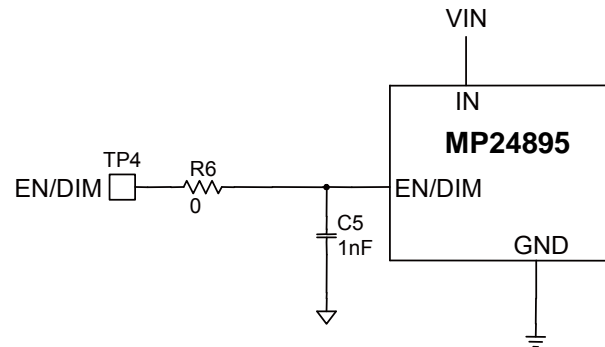 VIN
IN
MP24895
TP4
EN/DIM
R6
0
EN/DIM
C5
1nF
GND